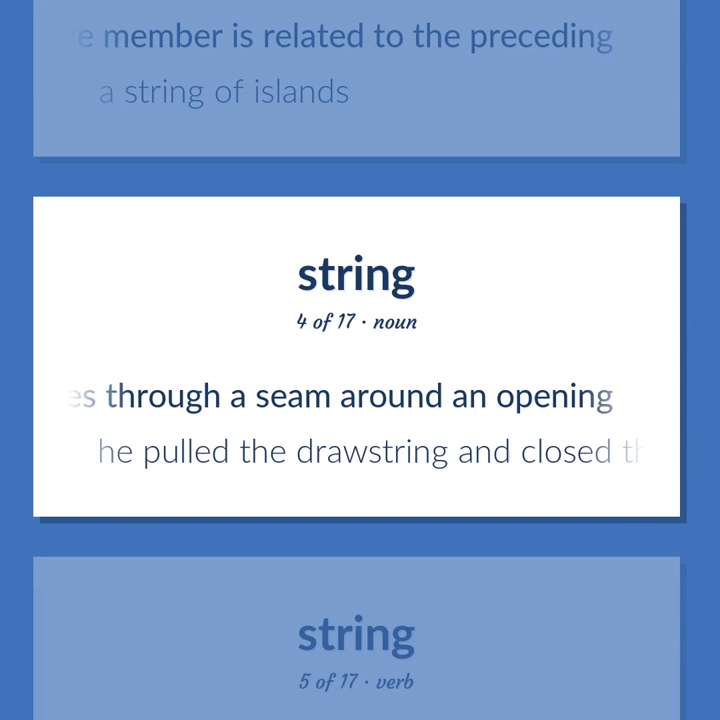 member is related to the preceding
a string of islands
string
4 of 17 · noun
through a seam around an opening
he pulled the drawstring and closed
string
5 of 17 · verb